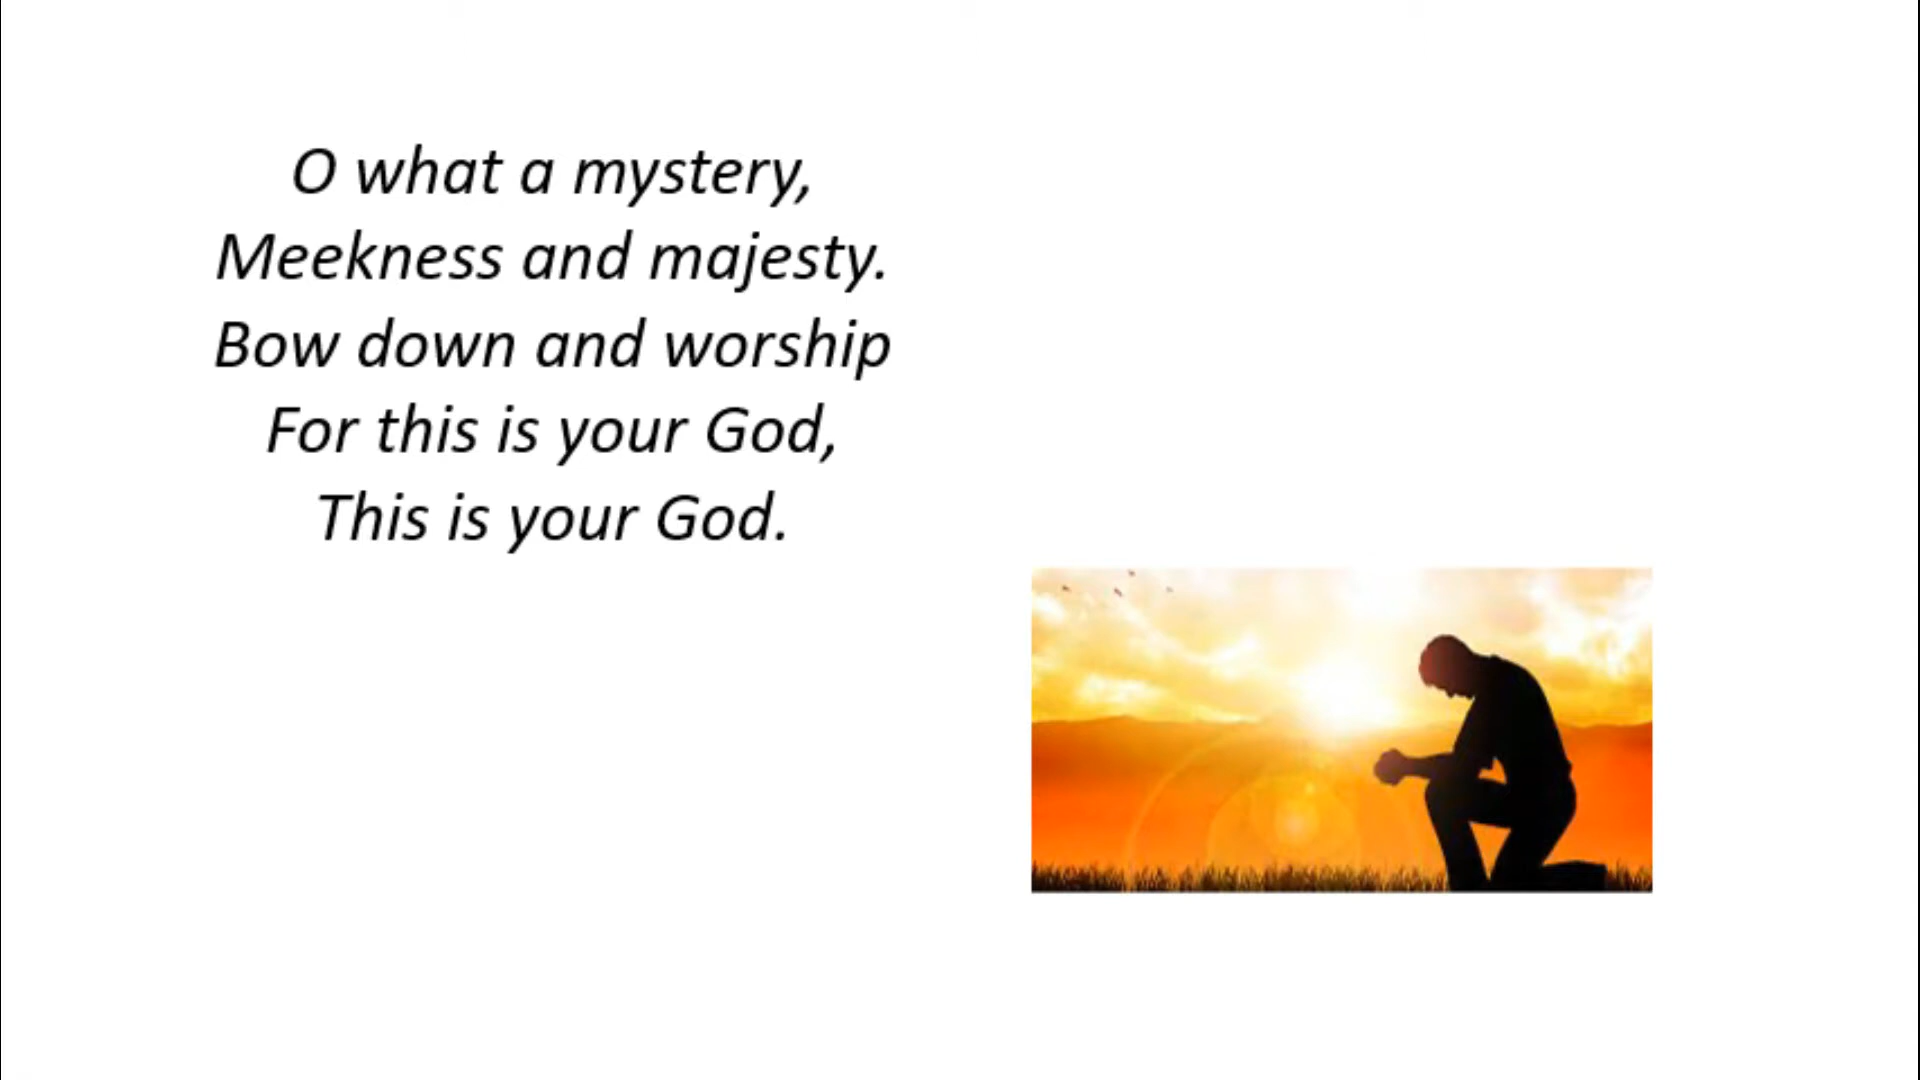 O what a mystery,
Meekness and majesty.
Bow down and worship
For this is your God,
This is your God.